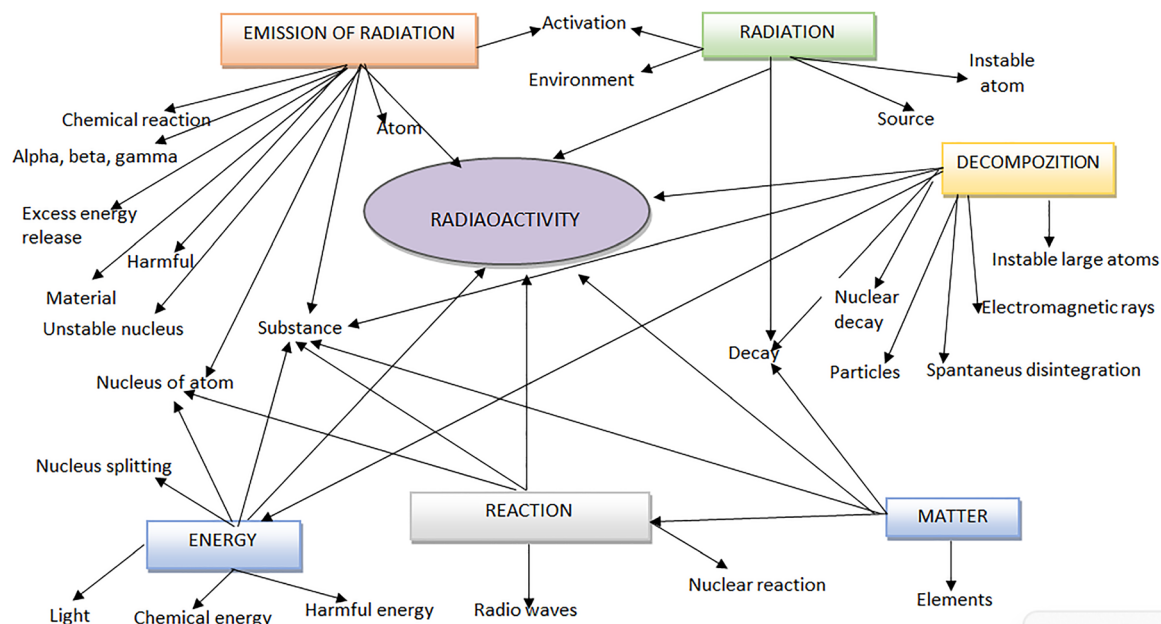 EMISSION OF RADIATION
Activation
RADIATION
Environment
Instable
atom
Chemical reaction
Atom
Source
Alpha, beta, gamma
DECOMPOZITION
Excess energy
release
RADIAOACTIVITY
Harmful
Instable large atoms
Material
Nuclear
decay
Electromagnetic rays
Unstable nucleus
Substance
Decay
Particles
Spantaneus disintegration
Nucleus of atom
Nucleus splitting
REACTION
MATTER
ENERGY
Nuclear reaction
Elements
Light
Chemical energy
Harmful energy
Radio waves